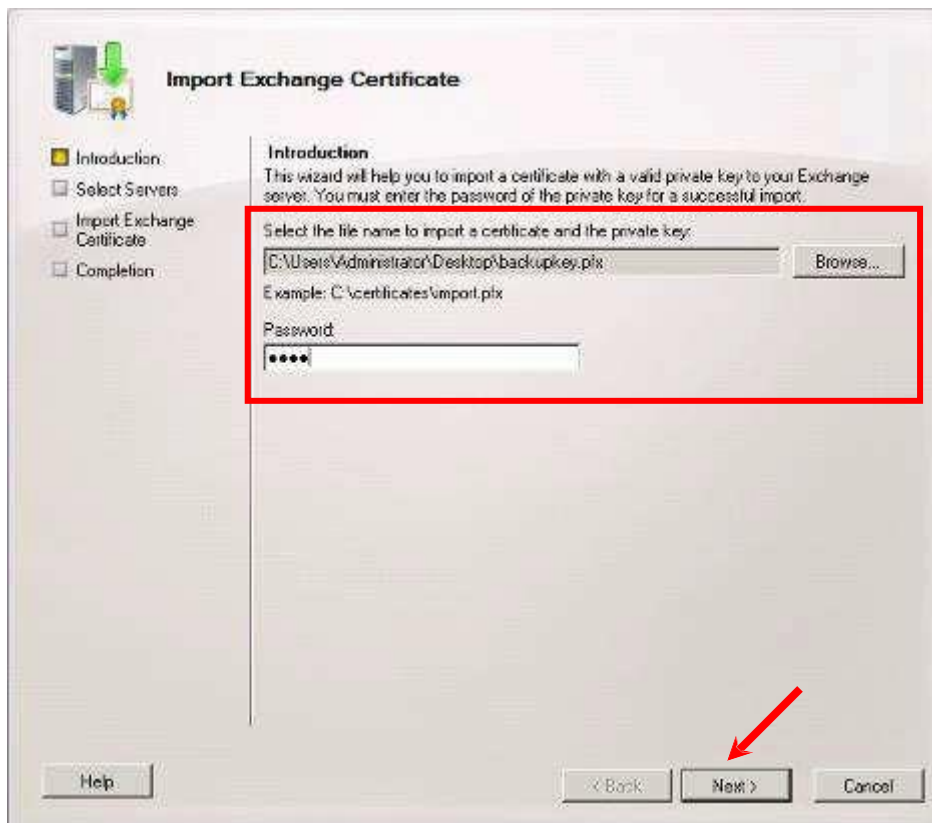 Import Exchange Certificate
Introduction
Select Servers
Import Exchange
Certificate
Completion
Introduction
This wizard will help you to import a certificate with a valid private key to your Exchange
server. You must enter the password of the private key for a successful import.
Select the file name to import a certificate and the private key:
C:\Users\Administrator\Desktop\backupkey.pfx
Browse...
Example: C:\certificates\import.pfx
Password:
••••
Help
< Back
Next >
Cancel